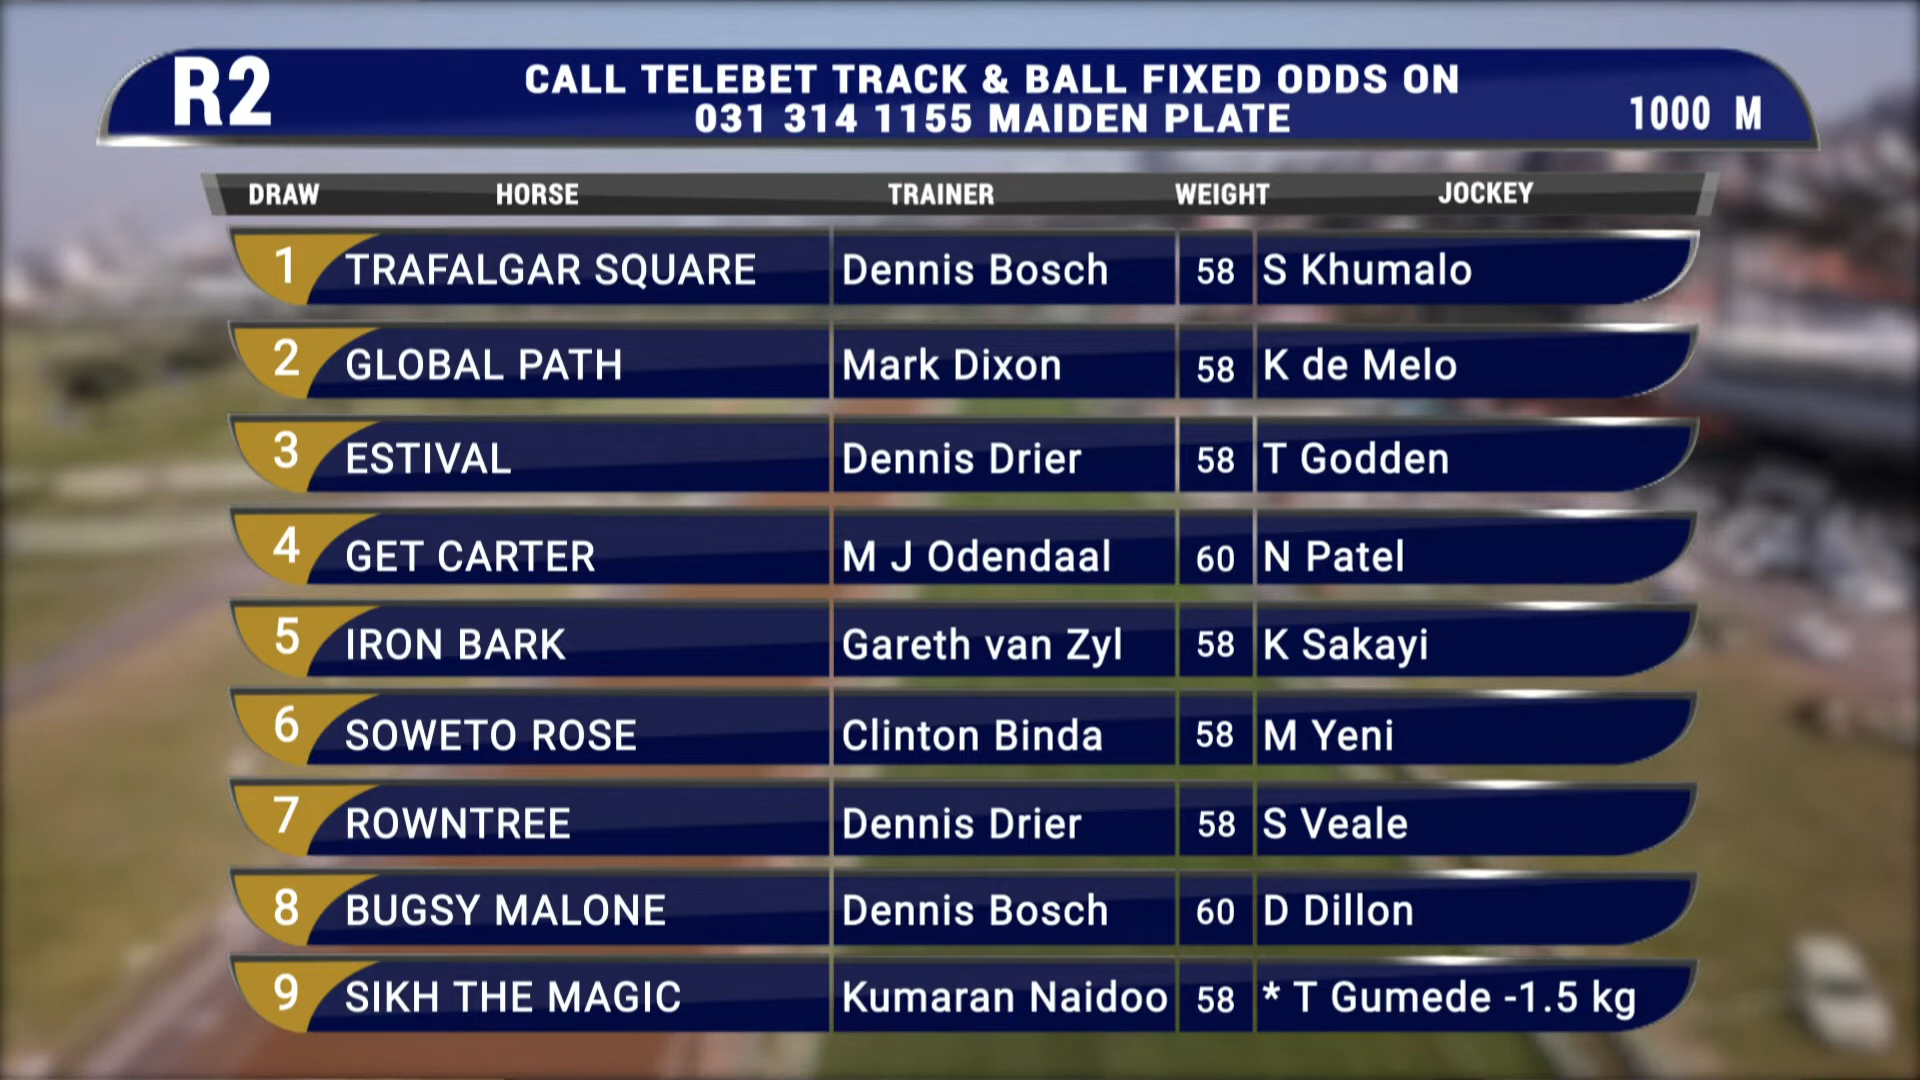 R2
CALL TELEBET TRACK & BALL FIXED ODDS ON
031 314 1155 MAIDEN PLATE
1000 M
DRAW HORSE TRAINER WEIGHT JOCKEY
1 TRAFALGAR SQUARE Dennis Bosch 58 S Khumalo
2 GLOBAL PATH Mark Dixon 58 K de Melo
3 ESTIVAL Dennis Drier 58 T Godden
4 GET CARTER M J Odendaal 60 N Patel
5 IRON BARK Gareth van Zyl 58 K Sakayi
6 SOWETO ROSE Clinton Binda 58 M Yeni
7 ROWNTREE Dennis Drier 58 S Veale
8 BUGSY MALONE Dennis Bosch 60 D Dillon
9 SIKH THE MAGIC Kumaran Naidoo 58 * T Gumede -1.5 kg